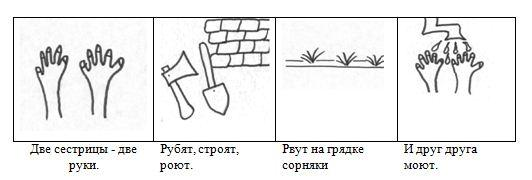 Две сестрицы - две
руки.
Рубят, строят,
роют.
Рвут на грядке
сорняки
И друг друга
моют.